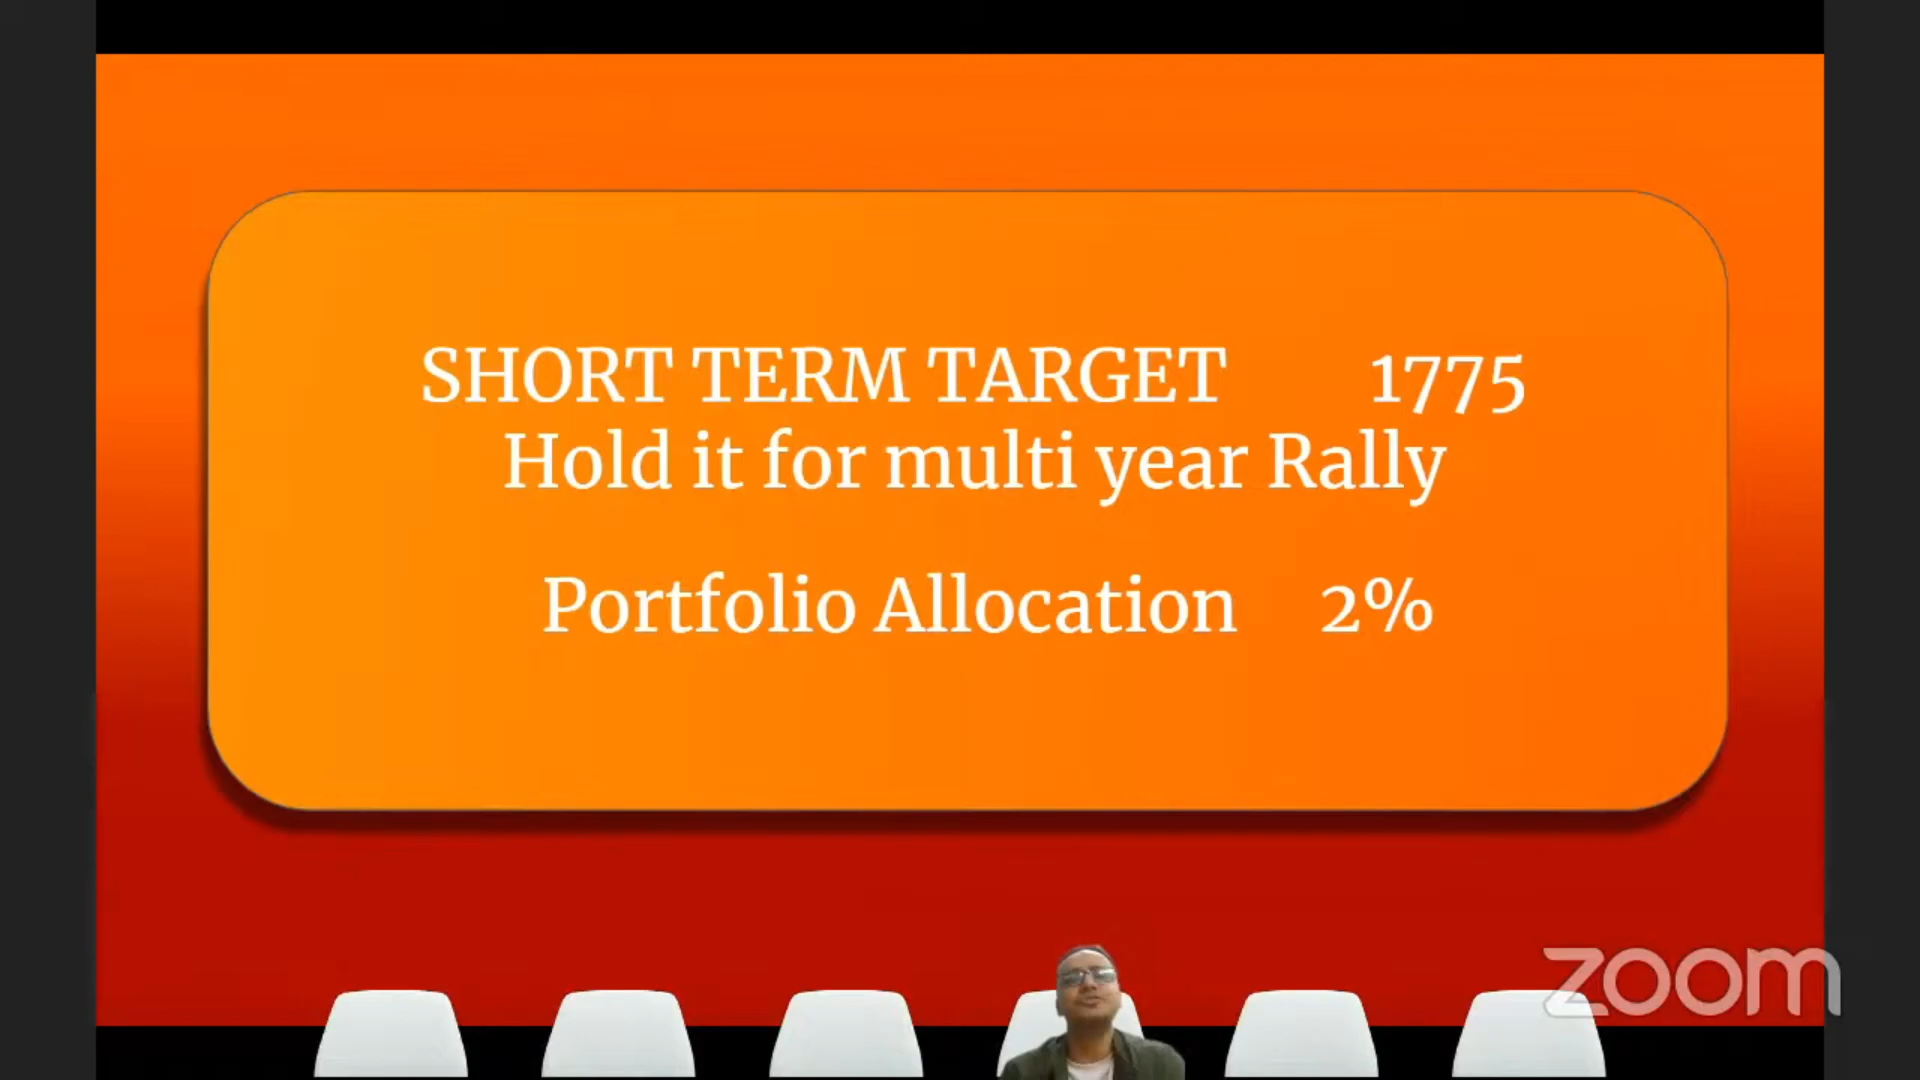 SHORT TERM TARGET 1775
Hold it for multi year Rally
Portfolio Allocation 2%
zoom